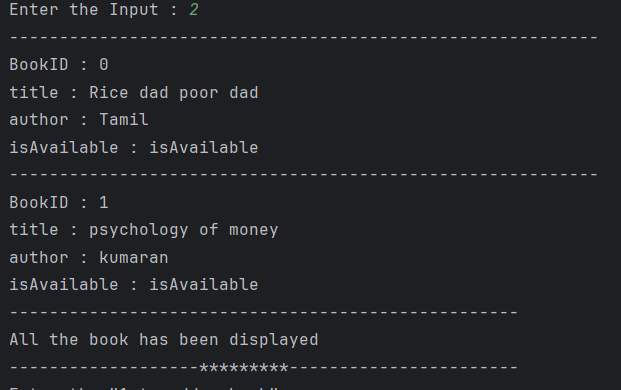 Enter the Input : 2
-----------------------------------------------------------
BookID : 0
title : Rice dad poor dad
author : Tamil
isAvailable : isAvailable
-----------------------------------------------------------
BookID : 1
title : psychology of money
author : kumaran
isAvailable : isAvailable
---------------------------------------------------
All the book has been displayed
-------------------*********-----------------------